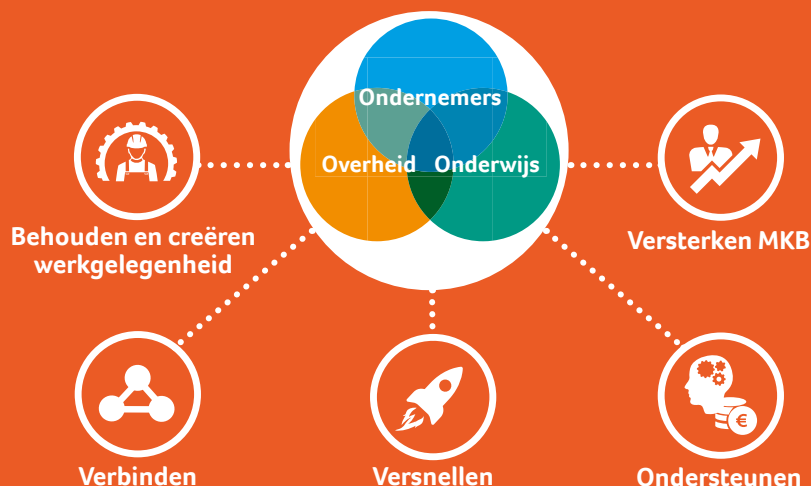 Ondernemers
Overheid
Onderwijs
Behouden en creëren
werkgelegenheid
Versterken MKB
Verbinden
Versnellen
Ondersteunen
€